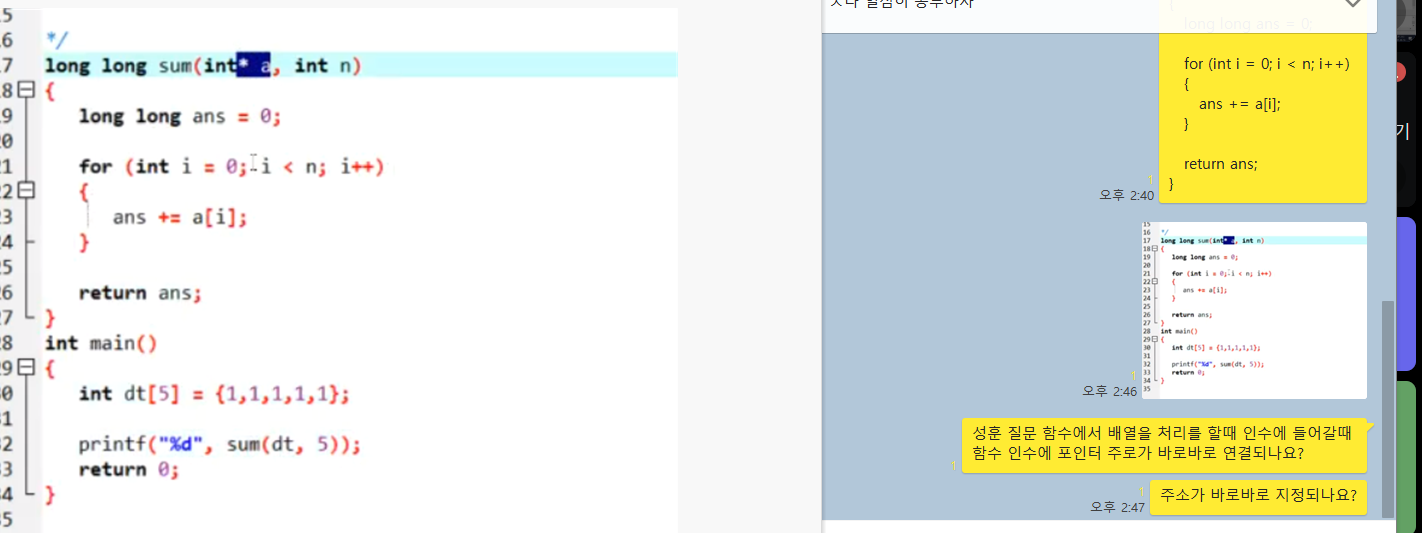 5
6 */
7 long long sum(int* a, int n)
8 {
9 long long ans = 0;
0
1 for (int i = 0; i < n; i++)
2 {
3 ans += a[i];
4 }
5
6 return ans;
7 }
8 int main()
9 {
0 int dt[5] = {1,1,1,1,1};
1
2 printf("%d", sum(dt, 5));
3 return 0;
4 }
5
열심히 공부하자
long long ans = 0;
for (int i = 0; i < n; i++)
{
ans += a[i];
}
return ans;
}
1
오후 2:40
15
16 */
17 long long sum(int* a, int n)
18 {
19 long long ans = 0;
20
21 for (int i = 0; i < n; i++)
22 {
23 ans += a[i];
24 }
25
26 return ans;
27 }
28 int main()
29 {
30 int dt[5] = {1,1,1,1,1};
31
32 printf("%d", sum(dt, 5));
33 return 0;
34 }
35
1
오후 2:46
성훈 질문 함수에서 배열을 처리를 할때 인수에 들어갈때
함수 인수에 포인터 주로가 바로바로 연결되나요?
1
주소가 바로바로 지정되나요?
1
오후 2:47
기